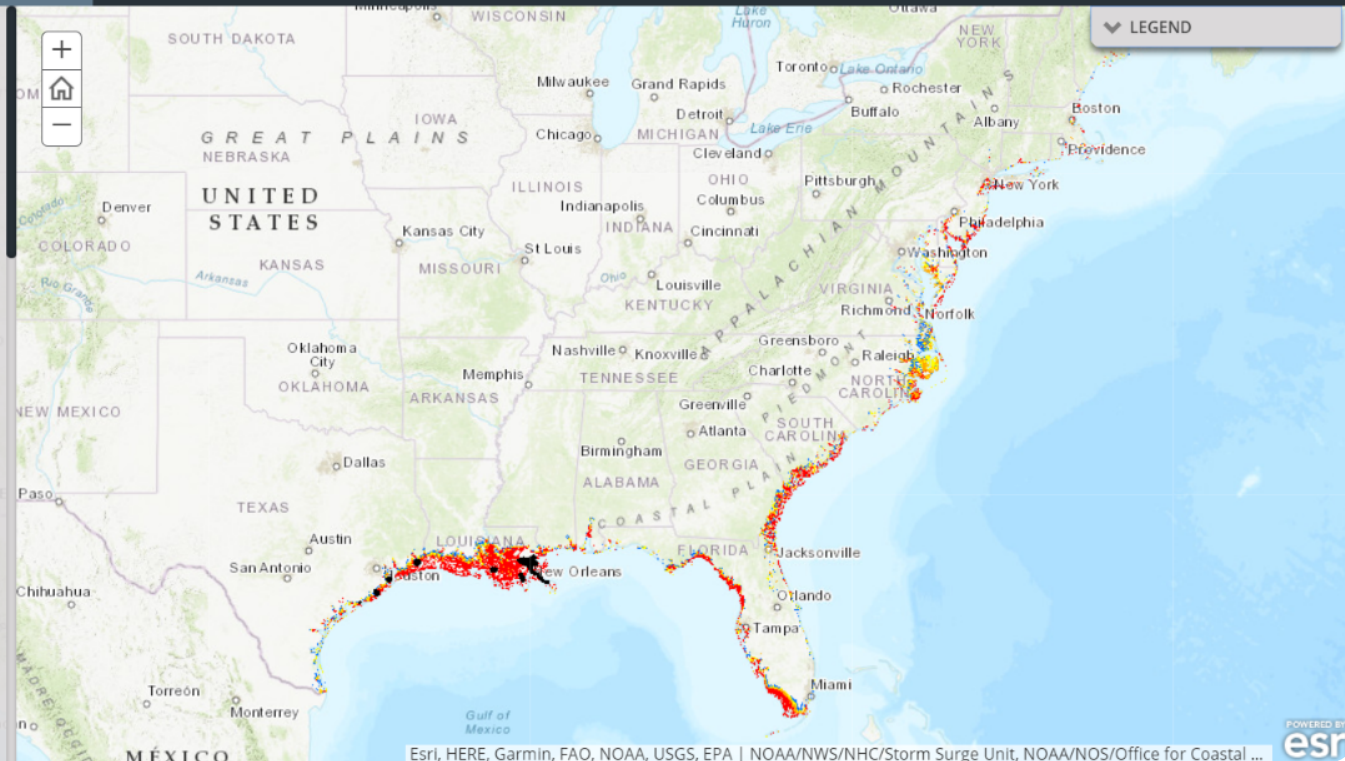 Lake
Huron
WISCONSIN
SOUTH DAKOTA
NEW
YORK
LEGEND
Toronto
Lake Ontario
Milwaukee
Grand Rapids
Rochester
Boston
IOWA
Detroit
Buffalo
Albany
GREAT PLAINS
Chicago
MICHIGAN
Lake Erie
Cleveland
Providence
NEBRASKA
OHIO
Pittsburgh
APPALACHIAN MOUNTAINS
New York
ILLINOIS
UNITED
STATES
Denver
Colorado
Indianapolis
Columbus
INDIANA
Philadelphia
Kansas City
Cincinnati
COLORADO
St Louis
Washington
KANSAS
MISSOURI
Arkansas
Ohio
Rio Grande
Louisville
VIRGINIA
KENTUCKY
Richmond
Norfolk
Oklahoma
City
Nashville
Knoxville
Greensboro
Raleigh
PIEDMONT
OKLAHOMA
Memphis
TENNESSEE
Charlotte
NORTH
CAROLINA
ARKANSAS
NEW MEXICO
Greenville
SOUTH
CAROLINA
Atlanta
Birmingham
Dallas
GEORGIA
ALABAMA
COASTAL PLAIN
Paso
TEXAS
Austin
LOUISIANA
FLORIDA
Jacksonville
San Antonio
Houston
New Orleans
Chihuahua
Orlando
Tampa
Torreón
Miami
Monterrey
Gulf of
Mexico
MÉXICO
POWERED BY
esri
Esri, HERE, Garmin, FAO, NOAA, USGS, EPA | NOAA/NWS/NHC/Storm Surge Unit, NOAA/NOS/Office for Coastal ...